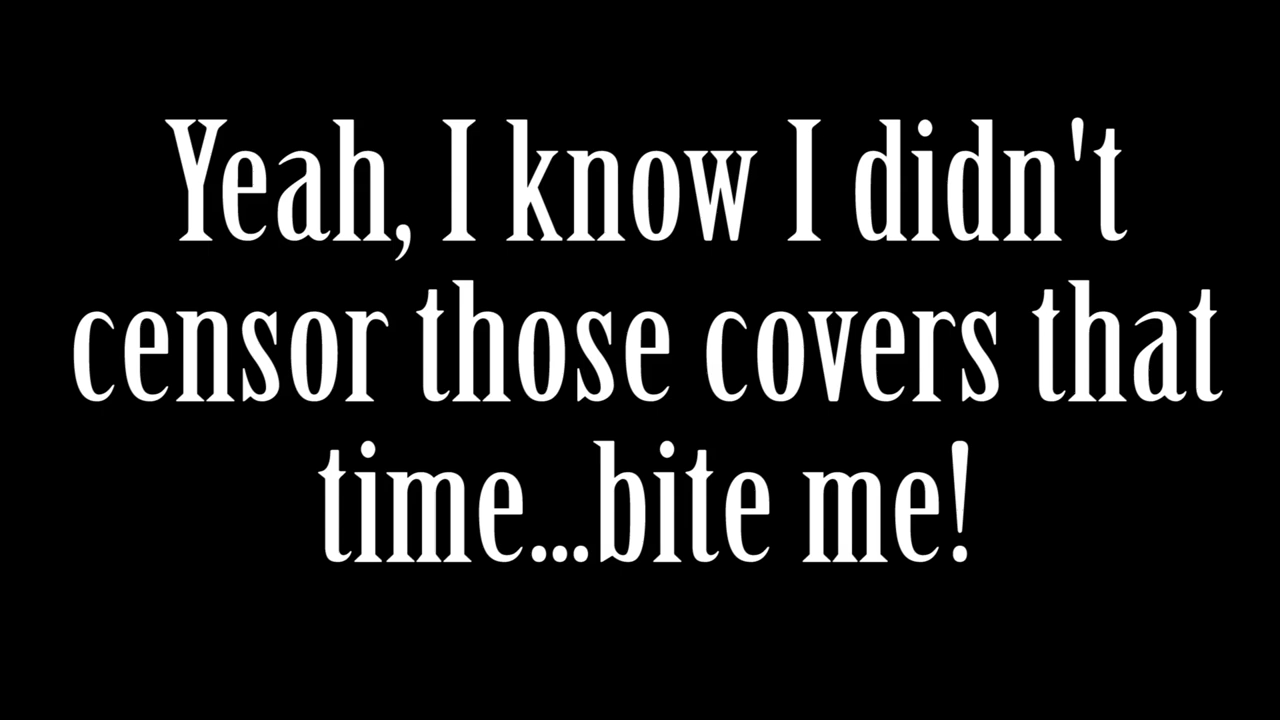 Yeah, I know I didn't
censor those covers that
time...bite me!